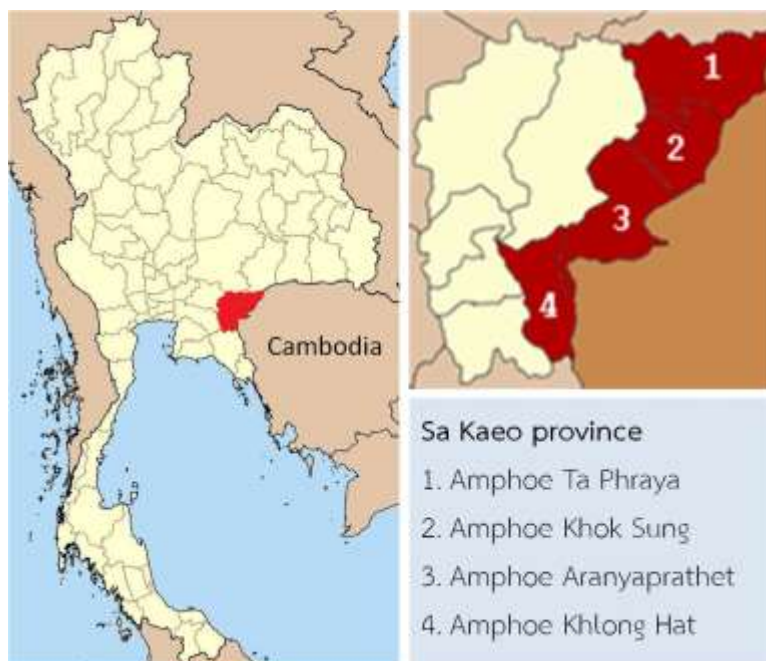 Cambodia
1
2
3
4
Sa Kaeo province
1. Amphoe Ta Phraya
2. Amphoe Khok Sung
3. Amphoe Aranyaprathet
4. Amphoe Khlong Hat